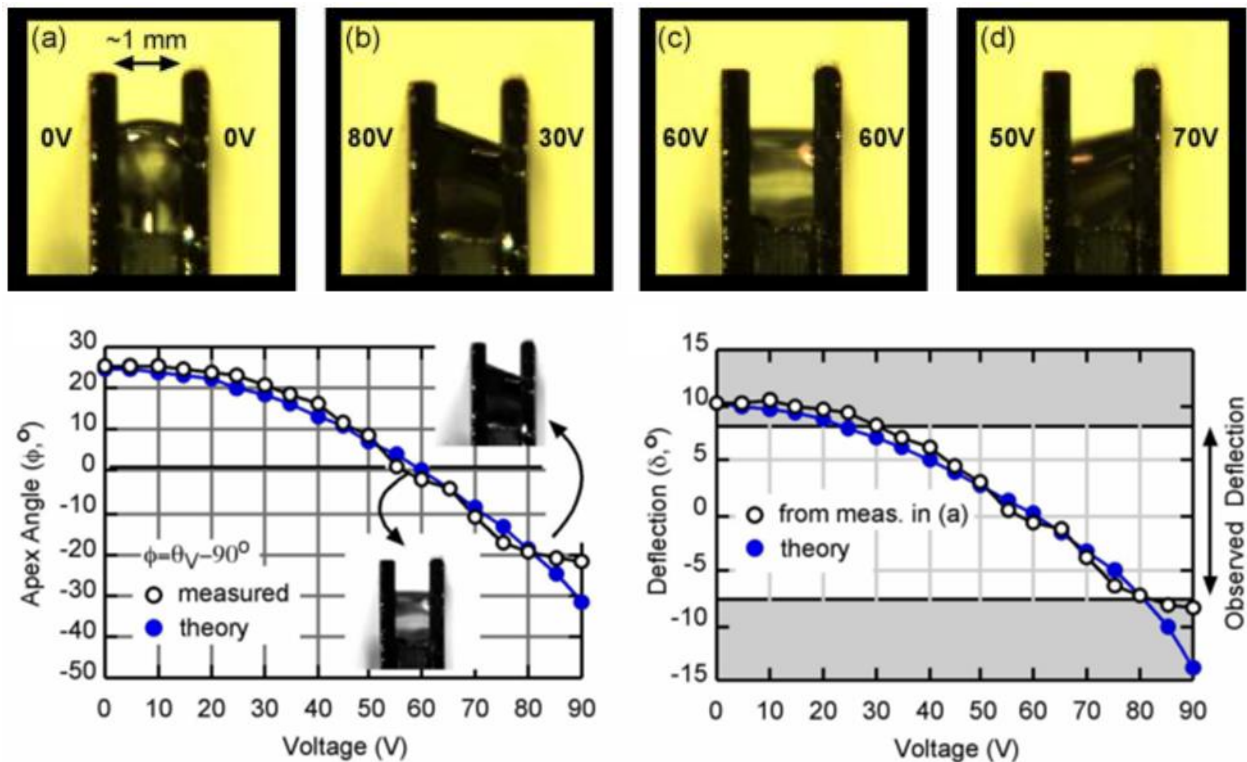 (a)
~1 mm
0V 0V
(b)
80V 30V
(c)
60V 60V
(d)
50V 70V
30
20
10
0
-10
-20
-30
-40
-50
Apex Angle (ϕ,º)
ϕ=θV–90º
measured
theory
0 10 20 30 40 50 60 70 80 90
Voltage (V)
15
10
5
0
-5
-10
-15
Deflection (δ,º)
from meas. in (a)
theory
Observed Deflection
0 10 20 30 40 50 60 70 80 90
Voltage (V)